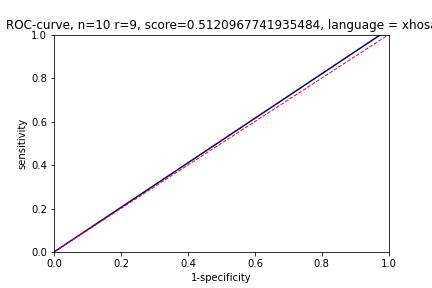 ROC-curve, n=10 r=9, score=0.5120967741935484, language = xhosa
1.0
0.8
0.6
0.4
0.2
0.0
sensitivity
0.0 0.2 0.4 0.6 0.8 1.0
1-specificity